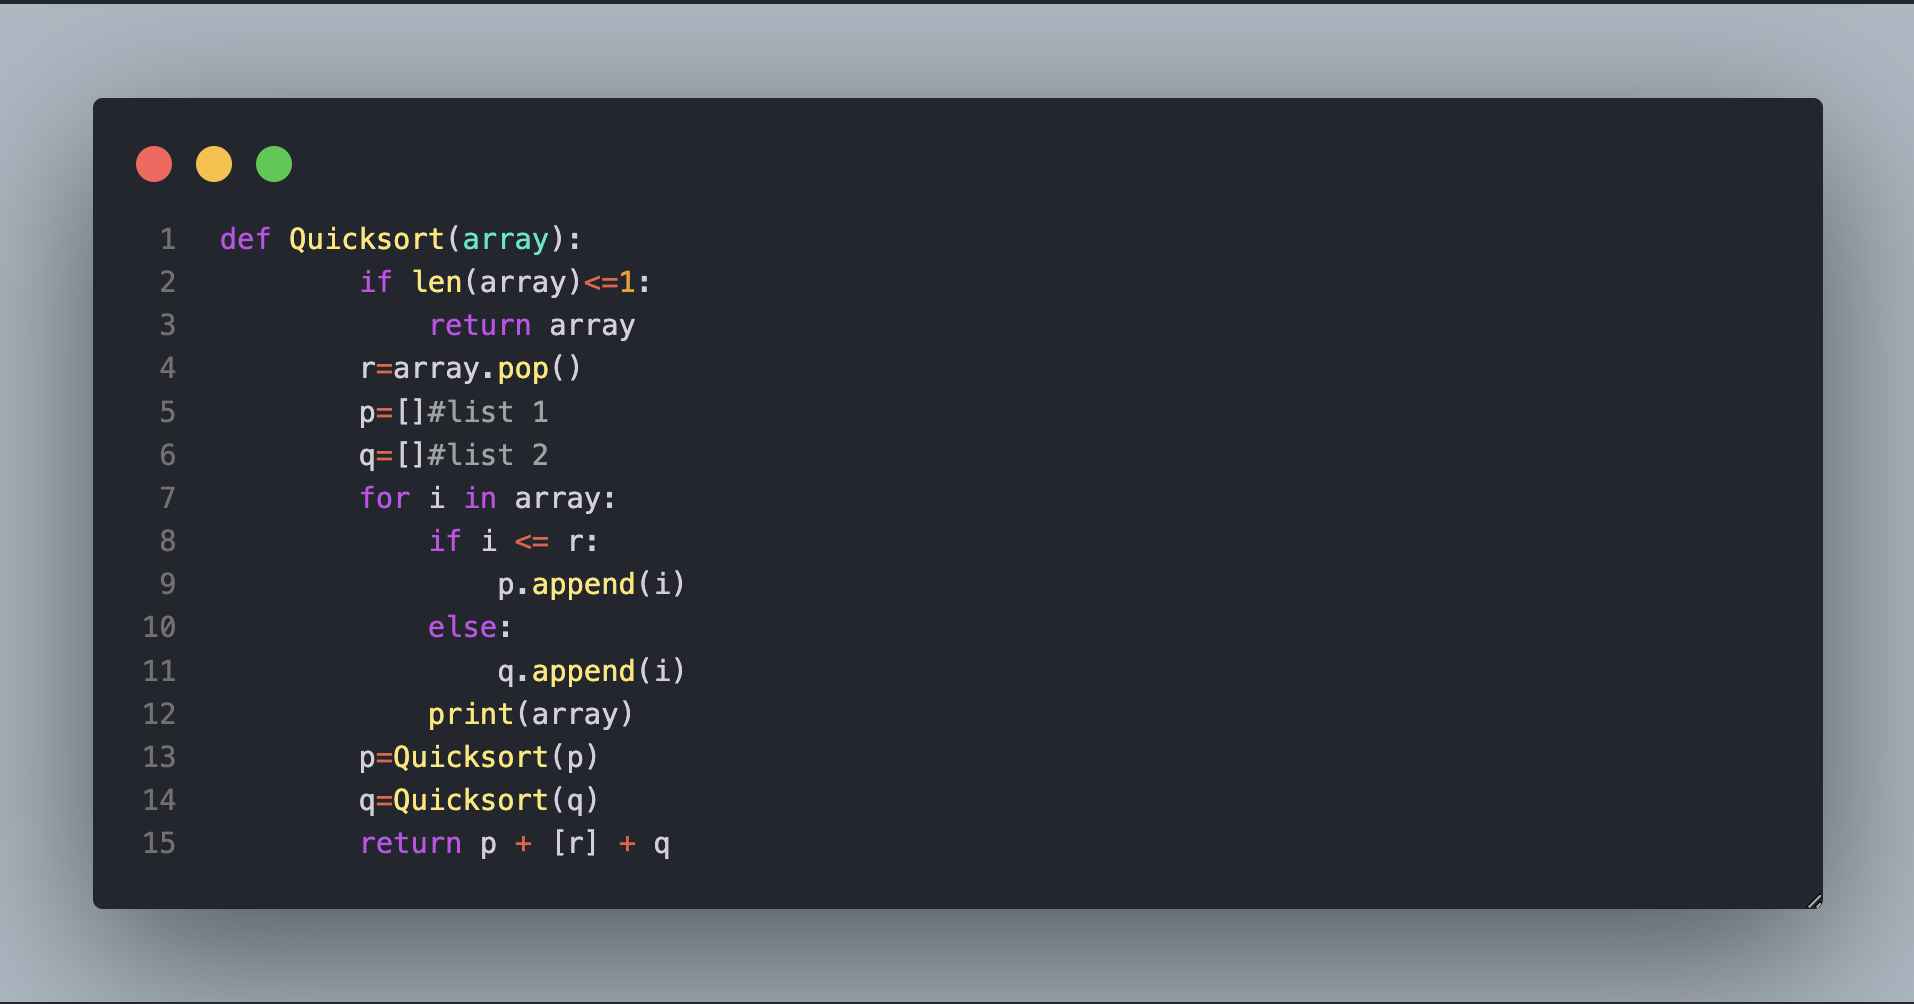 1 def Quicksort(array):
2 if len(array)<=1:
3 return array
4 r=array.pop()
5 p=[]#list 1
6 q=[]#list 2
7 for i in array:
8 if i <= r:
9 p.append(i)
10 else:
11 q.append(i)
12 print(array)
13 p=Quicksort(p)
14 q=Quicksort(q)
15 return p + [r] + q